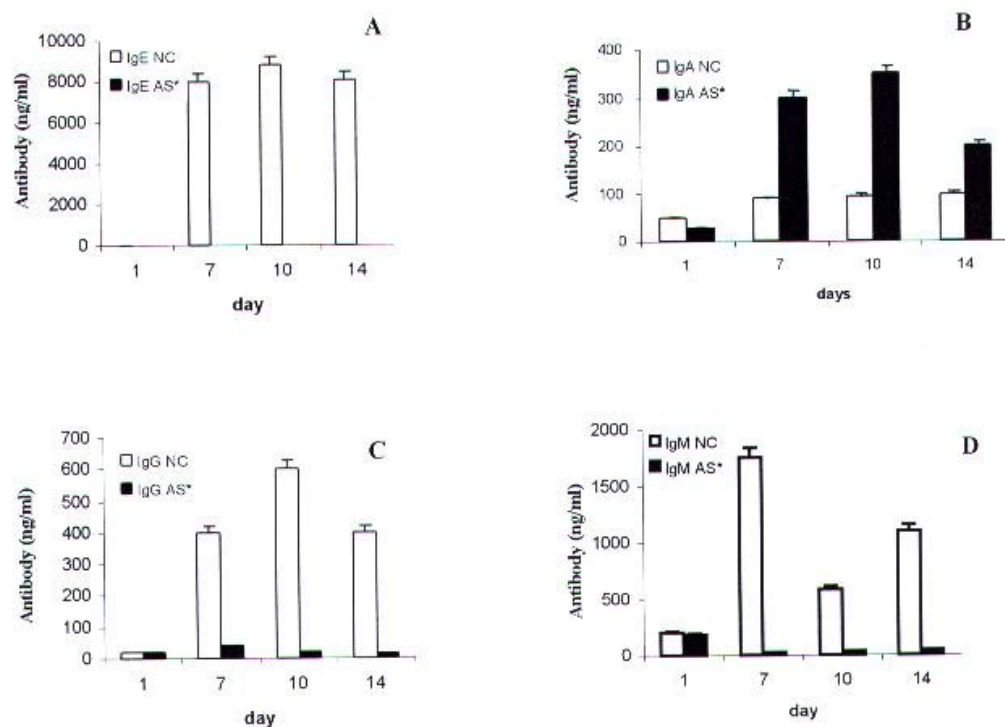 A
IgE NC
IgE AS*
Antibody (ng/ml)
10000
8000
6000
4000
2000
0
1 7 10 14
day
B
IgA NC
IgA AS*
Antibody (ng/ml)
400
300
200
100
0
1 7 10 14
days
C
IgG NC
IgG AS*
Antibody (ng/ml)
700
600
500
400
300
200
100
0
1 7 10 14
day
D
IgM NC
IgM AS*
Antibody (ng/ml)
2000
1500
1000
500
0
1 7 10 14
day